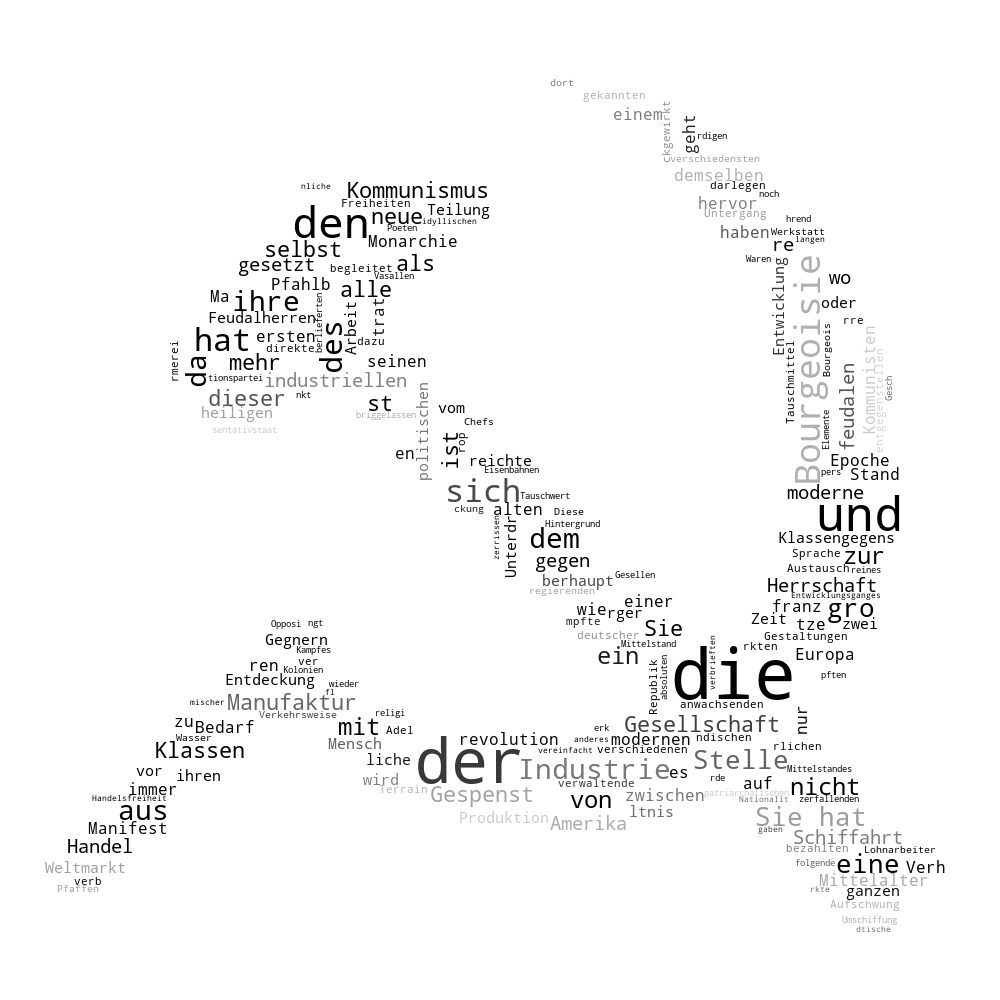 dort
gekannten
einem
ckgewirkt
geht
rdigen
verschiedensten
demselben
darlegen
nliche
Kommunismus
noch
Freiheiten
hervor
den
neue
Teilung
Untergang
idyllischen
hrend
Poeten
haben
Werkstatt
selbst
Monarchie
re
langen
Waren
gesetzt
begleitet
als
Bourgeoisie
Vasallen
Entwicklung
wo
Pfahlb
alle
Ma
ihre
oder
berlieferten
Arbeit
trat
Feudalherren
des
rre
hat
ersten
dazu
Bourgeois
Kommunisten
rmerei
da
direkte
Tauschmittel
entgegenstellen
mehr
seinen
feudalen
tionspartei
industriellen
Gesch
dieser
nkt
st
politischen
vom
heiligen
briggelassen
Elemente
Chefs
sentativstaat
ist
rop
en
reichte
Epoche
Eisenbahnen
pers
Stand
sich
Tauschwert
moderne
ckung
alten
Diese
und
zerrissen
Unterdr
Hintergrund
dem
Klassengegens
gegen
Sprache
zur
Austausch
reines
berhaupt
Gesellen
Herrschaft
regierenden
Entwicklungsganges
wie
rger
einer
franz
gro
mpfte
Zeit
tze
zwei
Opposi
ngt
deutscher
Sie
Gestaltungen
Gegnern
Mittelstand
verbrieften
rkten
Kampfes
ein
Europa
ren
ver
Republik
absoluten
die
Kolonien
Entdeckung
wieder
pften
fl
mischer
Manufaktur
anwachsenden
Verkehrsweise
religi
zu
Bedarf
mit
Adel
erk
Gesellschaft
nur
Wasser
Mensch
revolution
anderes
modernen
ndischen
Klassen
vereinfacht
verschiedenen
rlichen
liche
der
Industrie
es
Stelle
Mittelstandes
vor
ihren
wird
verwaltende
rde
auf
nicht
immer
Terrain
Gespenst
von
zwischen
patriarchalischen
Handelsfreiheit
Nationalit
zerfallenden
aus
Produktion
Amerika
ltnis
Sie hat
Manifest
gaben
Schiffahrt
Handel
bezahlten
Lohnarbeiter
Weltmarkt
folgende
eine
Verh
verb
Mittelalter
Pfaffen
rkte
ganzen
Aufschwung
Umschiffung
dtische